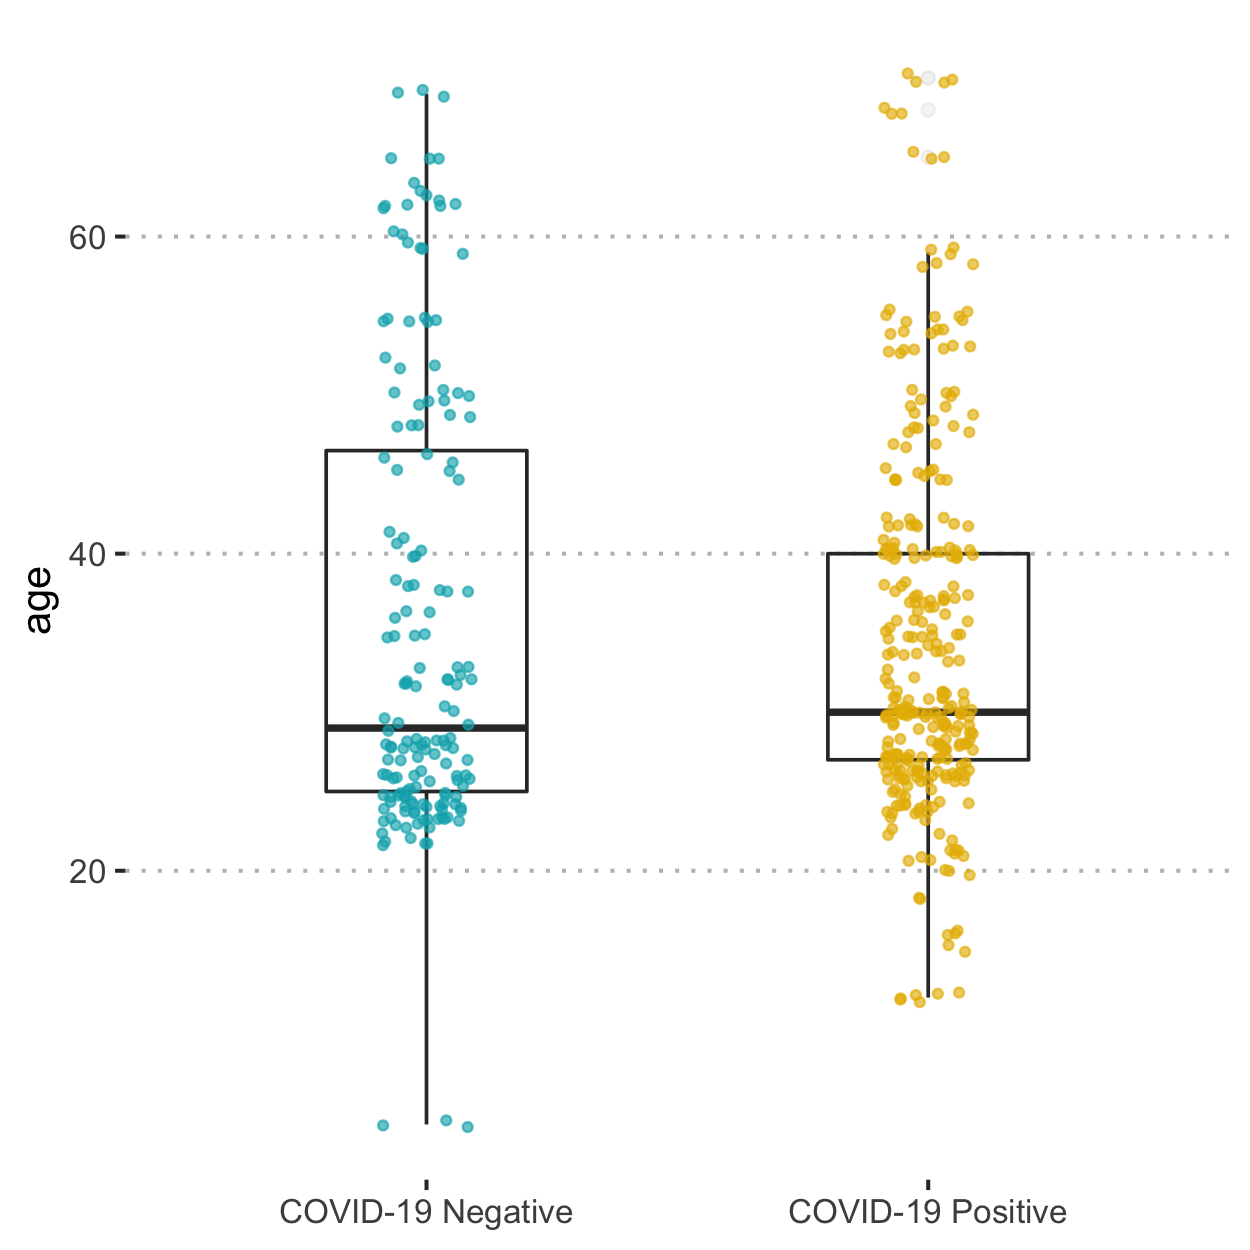 age
60
40
20
COVID-19 Negative
COVID-19 Positive